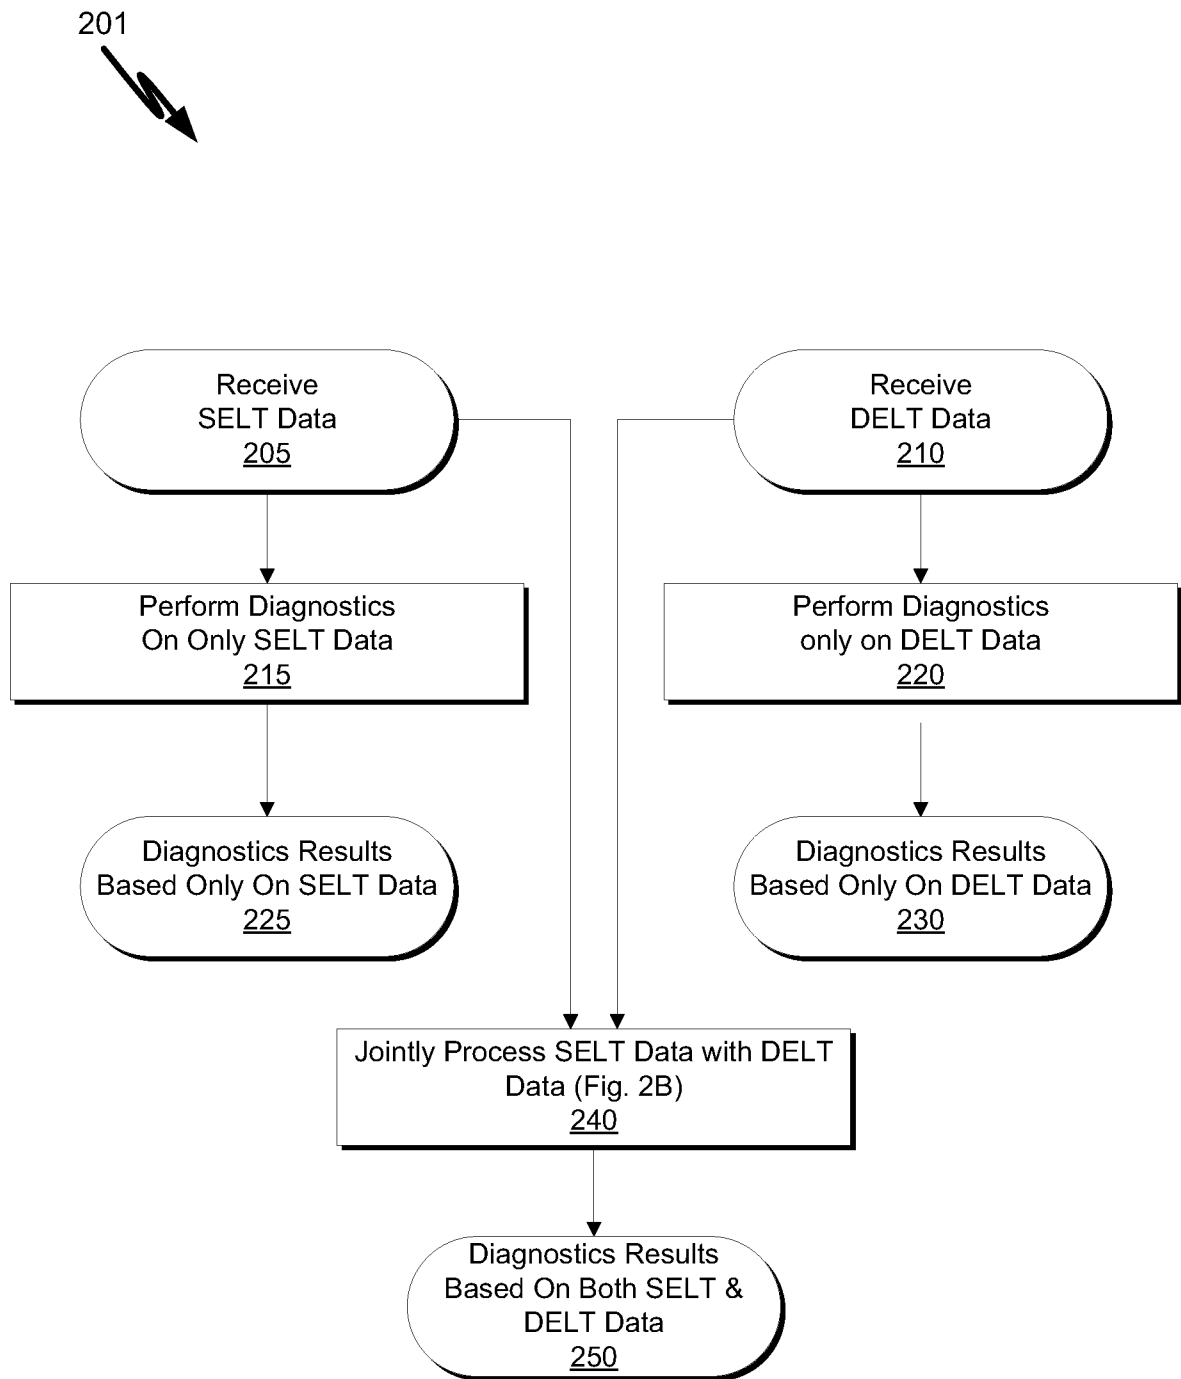 201
Receive
SELT Data
205
Receive
DELT Data
210
Perform Diagnostics
On Only SELT Data
215
Perform Diagnostics
only on DELT Data
220
Diagnostics Results
Based Only On SELT Data
225
Diagnostics Results
Based Only On DELT Data
230
Jointly Process SELT Data with DELT
Data (Fig. 2B)
240
Diagnostics Results
Based On Both SELT &
DELT Data
250